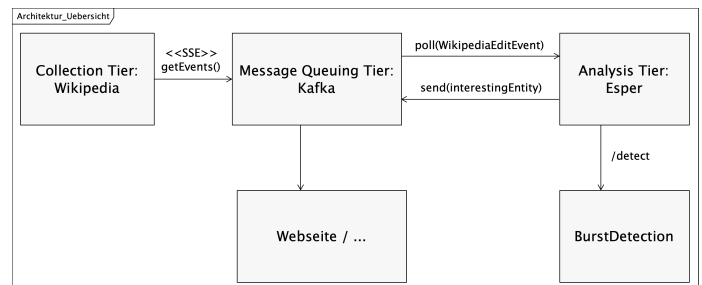 Architektur_Uebersicht
Collection Tier:
Wikipedia
<<SSE>>
getEvents()
Message Queuing Tier:
Kafka
poll(WikipediaEditEvent)
send(interestingEntity)
Analysis Tier:
Esper
/detect
Webseite / ...
BurstDetection